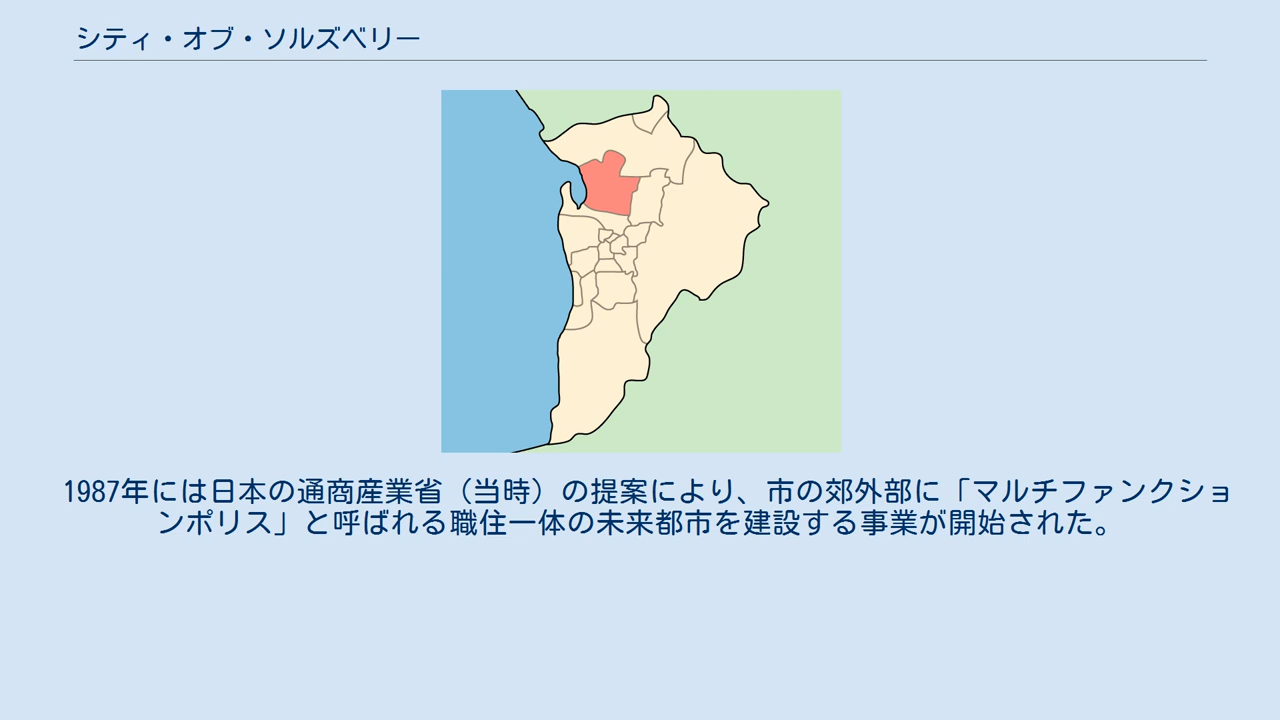 シティ・オブ・ソルズベリー
1987年には日本の通商産業省（当時）の提案により、市の郊外部に「マルチファンクショ
ンポリス」と呼ばれる職住一体の未来都市を建設する事業が開始された。